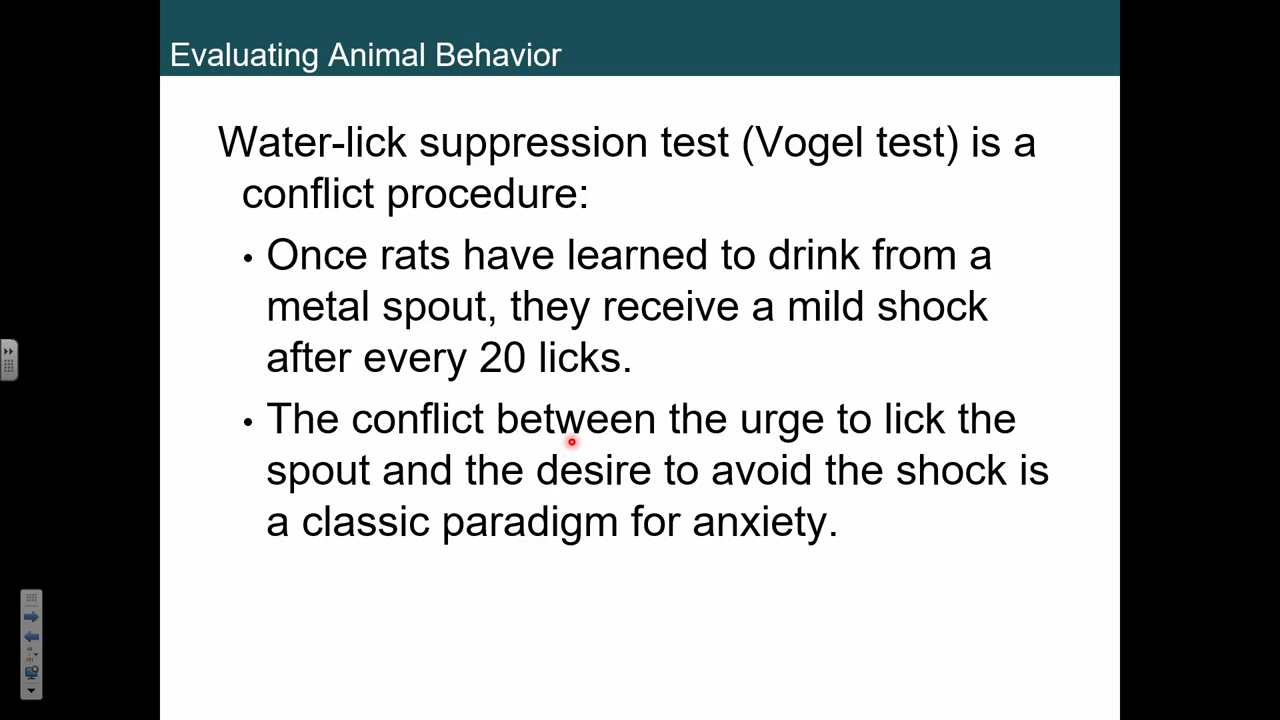 Evaluating Animal Behavior
Water-lick suppression test (Vogel test) is a
conflict procedure:
• Once rats have learned to drink from a
metal spout, they receive a mild shock
after every 20 licks.
• The conflict between the urge to lick the
spout and the desire to avoid the shock is
a classic paradigm for anxiety.